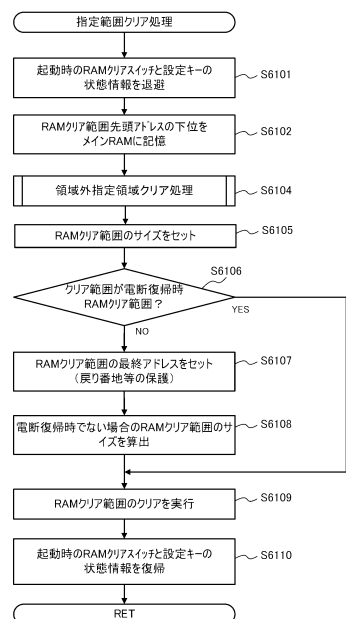 指定範囲クリア処理
起動時のRAMクリアスイッチと設定キーの
状態情報を退避
S6101
RAMクリア範囲先頭アドレスの下位を
メインRAMに記憶
S6102
領域外指定領域クリア処理
S6104
RAMクリア範囲のサイズをセット
S6105
S6106
クリア範囲が電断復帰時
RAMクリア範囲?
YES
NO
RAMクリア範囲の最終アドレスをセット
(戻り番地等の保護)
S6107
電断復帰時でない場合のRAMクリア範囲のサ
イズを算出
S6108
RAMクリア範囲のクリアを実行
S6109
起動時のRAMクリアスイッチと設定キーの
状態情報を復帰
S6110
RET